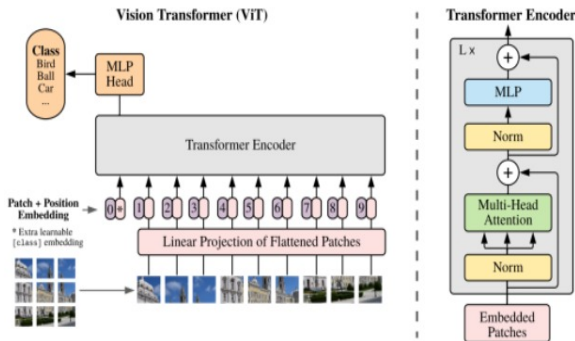 Vision Transformer (ViT)
Class
Bird
Ball
Car
...
MLP
Head
Transformer Encoder
Patch + Position
Embedding
* Extra learnable
[class] embedding
0 * 1 2 3 4 5 6 7 8 9
Linear Projection of Flattened Patches
Transformer Encoder
L x
+
MLP
Norm
+
Multi-Head
Attention
Norm
Embedded
Patches